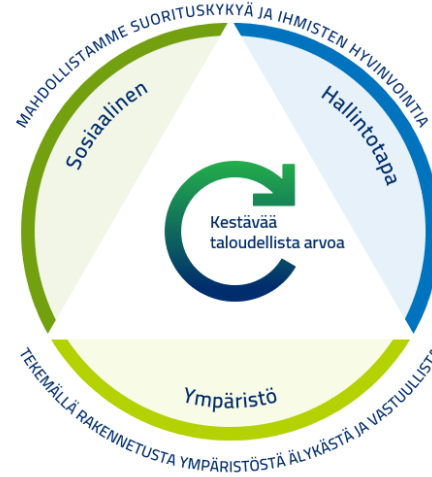 MAHDOLLISTAMME SUORITUSKYKYÄ JA IHMISTEN HYVINVOINTIA
Sosiaalinen
Hallintotapa
Kestävää
taloudellista arvoa
Ympäristö
TEKEMÄLLÄ RAKENNETUSTA YMPÄRISTÖSTÄ ÄLYKÄSTÄ JA VASTUULLISTA